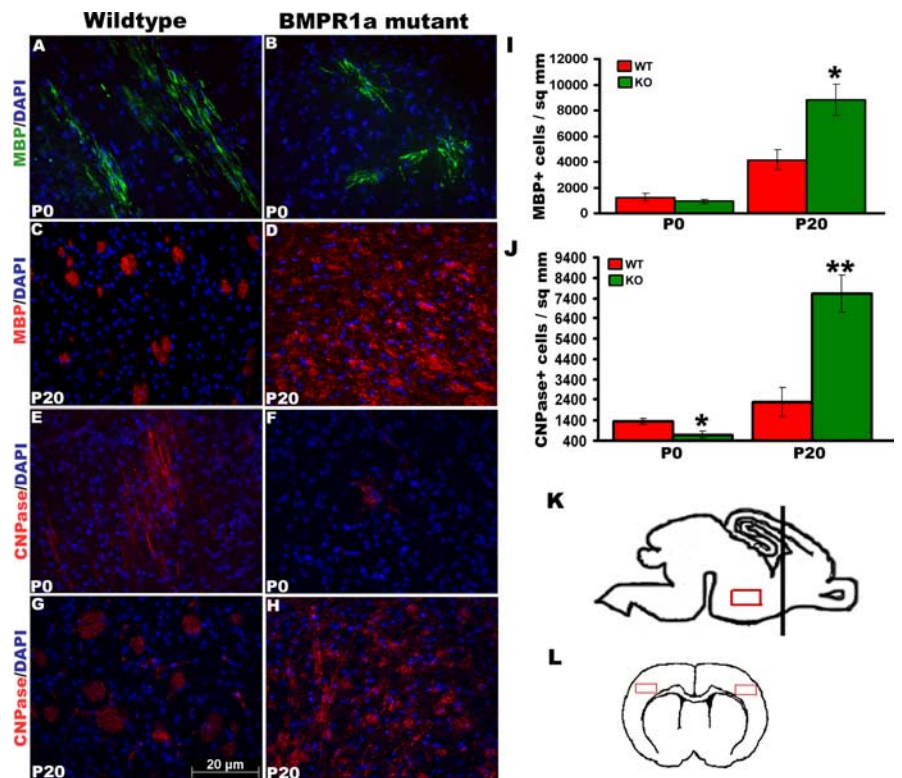 Wildtype BMPR1a mutant
A
B
MBP/DAPI
P0
P0
C
D
MBP/DAPI
P20
P20
E
F
CNPase/DAPI
P0
P0
G
H
CNPase/DAPI
P20
20 µm
P20
I
WT
KO
12000
10000
8000
6000
4000
2000
0
MBP+ cells / sq mm
*
P0 P20
J
WT
KO
9400
8400
7400
6400
5400
4400
3400
2400
1400
400
CNPase+ cells / sq mm
*
**
P0 P20
K
L